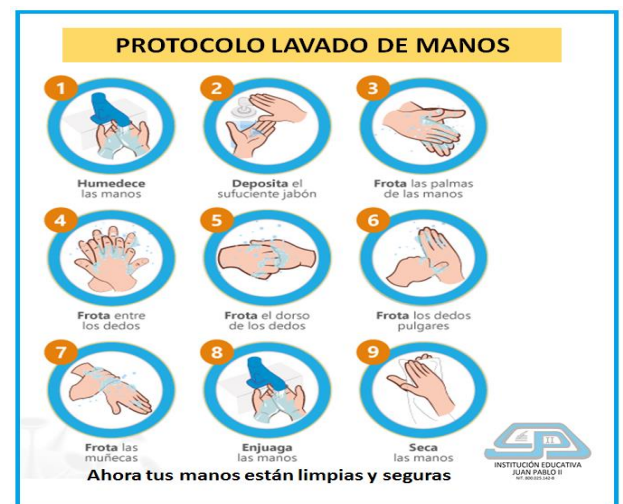 PROTOCOLO LAVADO DE MANOS
1
Humedece
las manos
2
Deposita el
sufuciente jabón
3
Frota las palmas
de las manos
4
Frota entre
los dedos
5
Frota el dorso
de los dedos
6
Frota los dedos
pulgares
7
Frota las
muñecas
8
Enjuaga
las manos
9
Seca
las manos
Ahora tus manos están limpias y seguras
INSTITUCIÓN EDUCATIVA
JUAN PABLO II